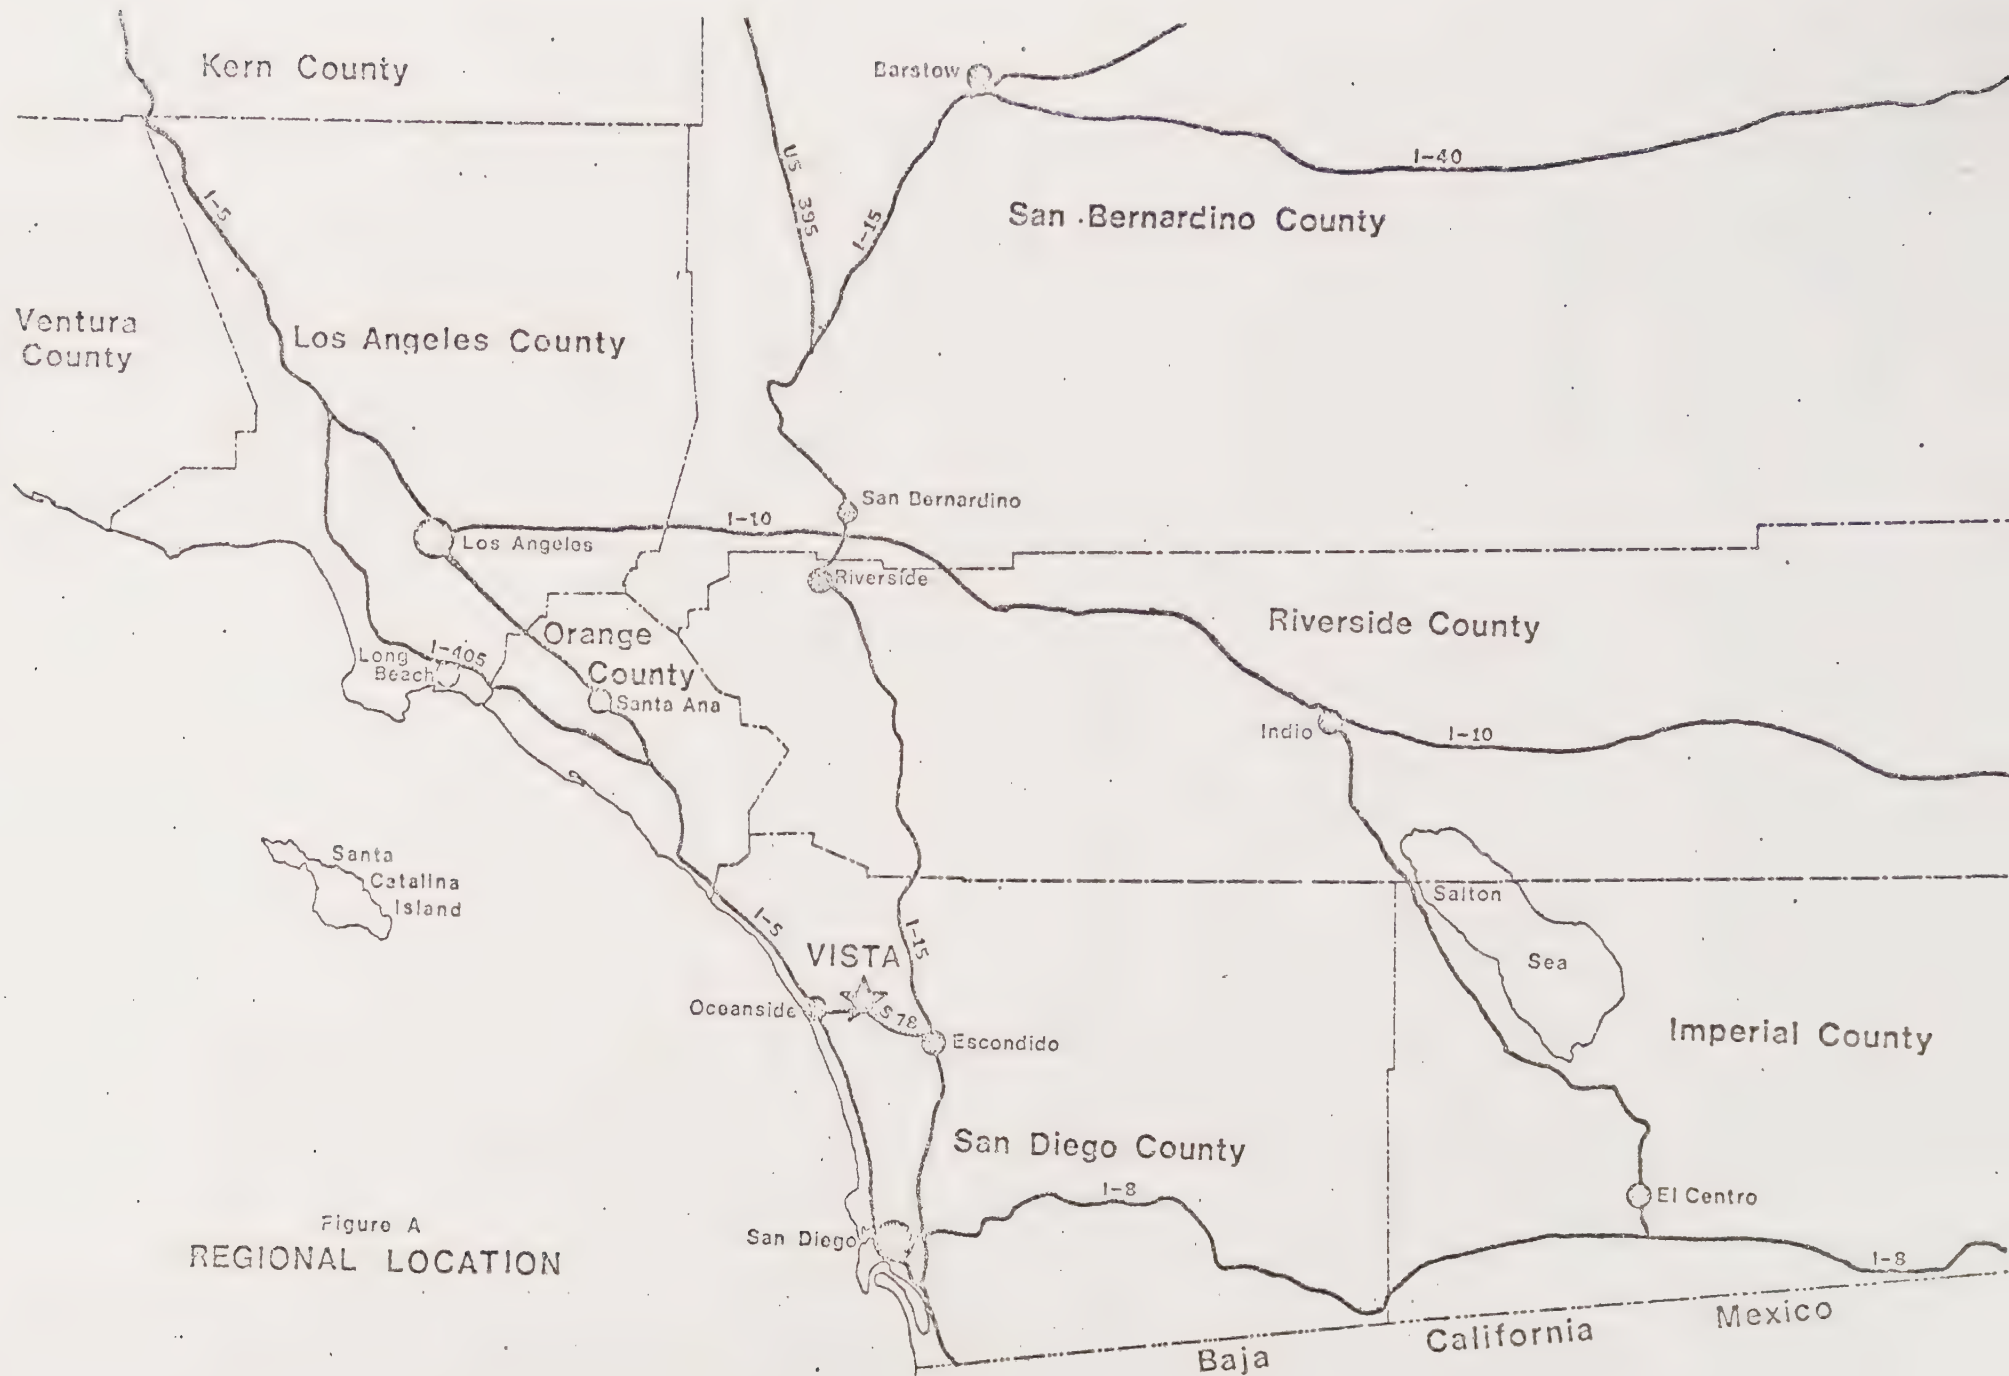 Kern County
Barstow
US 395
I-40
I-5
I-15
San Bernardino County
Ventura
County
Los Angeles County
San Bernardino
I-10
Los Angeles
Riverside
Orange
County
Riverside County
I-405
Long
Beach
Santa Ana
Indio
I-10
Santa
Catalina
Island
Salton
Sea
I-5
I-15
VISTA
Oceanside
S 78
Escondido
Imperial County
San Diego County
I-8
El Centro
San Diego
Figure A
REGIONAL LOCATION
I-8
Baja
California
Mexico